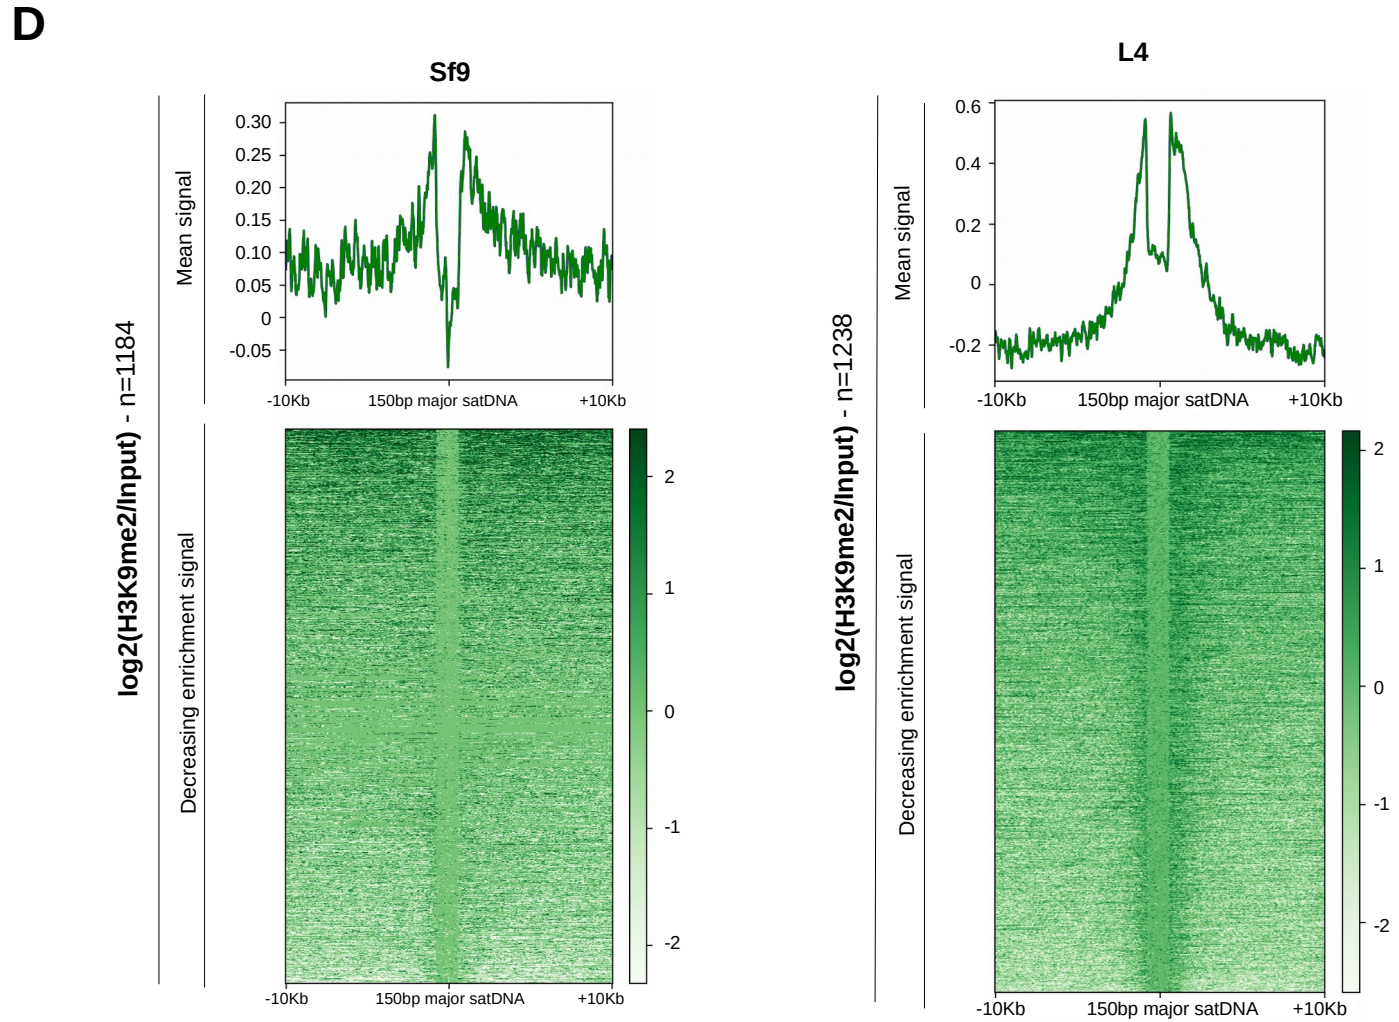 D
Sf9
log2(H3K9me2/Input) - n=1184
Mean signal
0.30
0.25
0.20
0.15
0.10
0.05
0
-0.05
-10Kb 150bp major satDNA +10Kb
Decreasing enrichment signal
2
1
0
-1
-2
-10Kb 150bp major satDNA +10Kb
L4
log2(H3K9me2/Input) - n=1238
Mean signal
0.6
0.4
0.2
0
-0.2
-10Kb 150bp major satDNA +10Kb
Decreasing enrichment signal
2
1
0
-1
-2
-10Kb 150bp major satDNA +10Kb